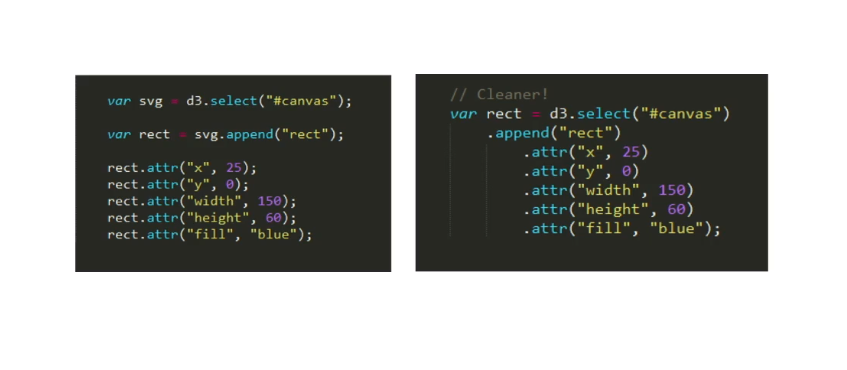 var svg = d3.select("#canvas");
var rect = svg.append("rect");
rect.attr("x", 25);
rect.attr("y", 0);
rect.attr("width", 150);
rect.attr("height", 60);
rect.attr("fill", "blue");
// Cleaner!
var rect = d3.select("#canvas")
.append("rect")
.attr("x", 25)
.attr("y", 0)
.attr("width", 150)
.attr("height", 60)
.attr("fill", "blue");